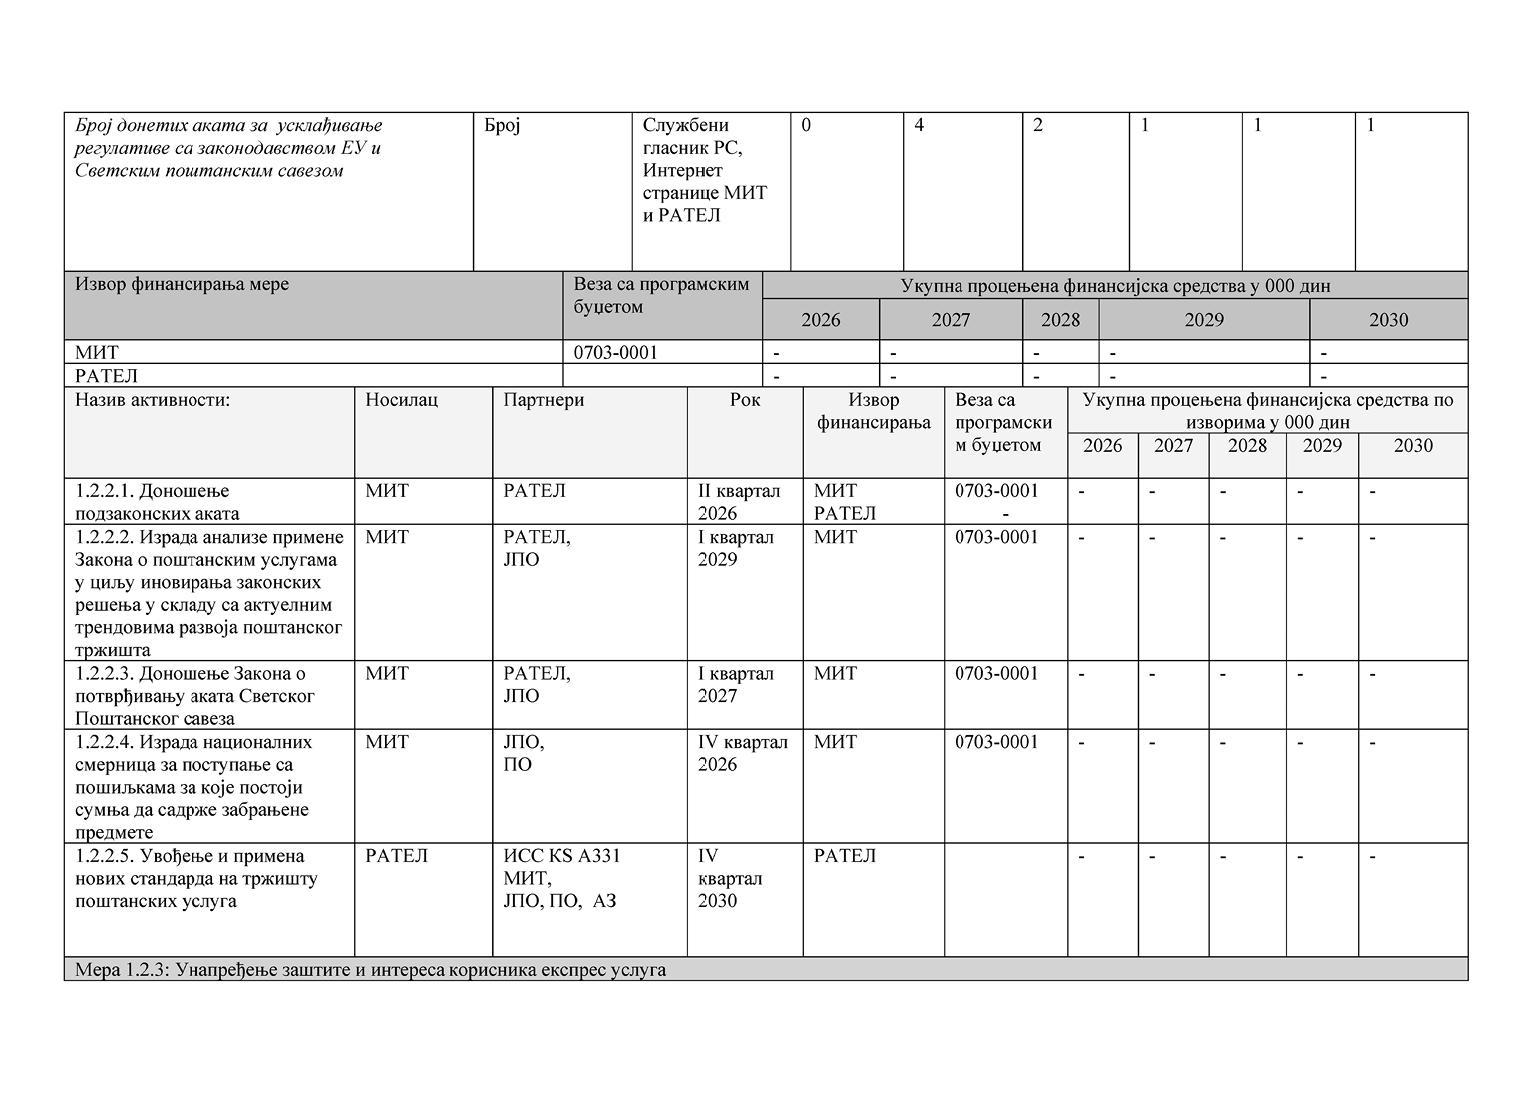 Број донетих аката за усклађивање
регулативе са законодавством ЕУ и
Светским поштанским савезом
Број
Службени
гласник РС,
Интернет
странице МИТ
и РАТЕЛ
0
4
2
1
1
1
Извор финансирања мере
Веза са програмским
буџетом
Укупна процењена финансијска средства у 000 дин
2026
2027
2028
2029
2030
МИТ
0703-0001
-
-
-
-
-
РАТЕЛ
-
-
-
-
-
Назив активности:
Носилац
Партнери
Рок
Извор
финансирања
Веза са
програмски
м буџетом
Укупна процењена финансијска средства по
изворима у 000 дин
2026
2027
2028
2029
2030
1.2.2.1. Доношење
подзаконских аката
МИТ
РАТЕЛ
II квартал
2026
МИТ
РАТЕЛ
0703-0001
-
-
-
-
-
-
1.2.2.2. Израда анализе примене
Закона о поштанским услугама
у циљу иновирања законских
решења у складу са актуелним
трендовима развоја поштанског
тржишта
МИТ
РАТЕЛ,
ЈПО
I квартал
2029
МИТ
0703-0001
-
-
-
-
-
1.2.2.3. Доношење Закона о
потврђивању аката Светског
Поштанског савеза
МИТ
РАТЕЛ,
ЈПО
I квартал
2027
МИТ
0703-0001
-
-
-
-
-
1.2.2.4. Израда националних
смерница за поступање са
пошиљкама за које постоји
сумња да садрже забрањене
предмете
МИТ
ЈПО,
ПО
IV квартал
2026
МИТ
0703-0001
-
-
-
-
-
1.2.2.5. Увођење и примена
нових стандарда на тржишту
поштанских услуга
РАТЕЛ
ИСС KS A331
МИТ,
ЈПО, ПО, АЗ
IV
квартал
2030
РАТЕЛ
-
-
-
-
-
Мера 1.2.3: Унапређење заштите и интереса корисника експрес услуга